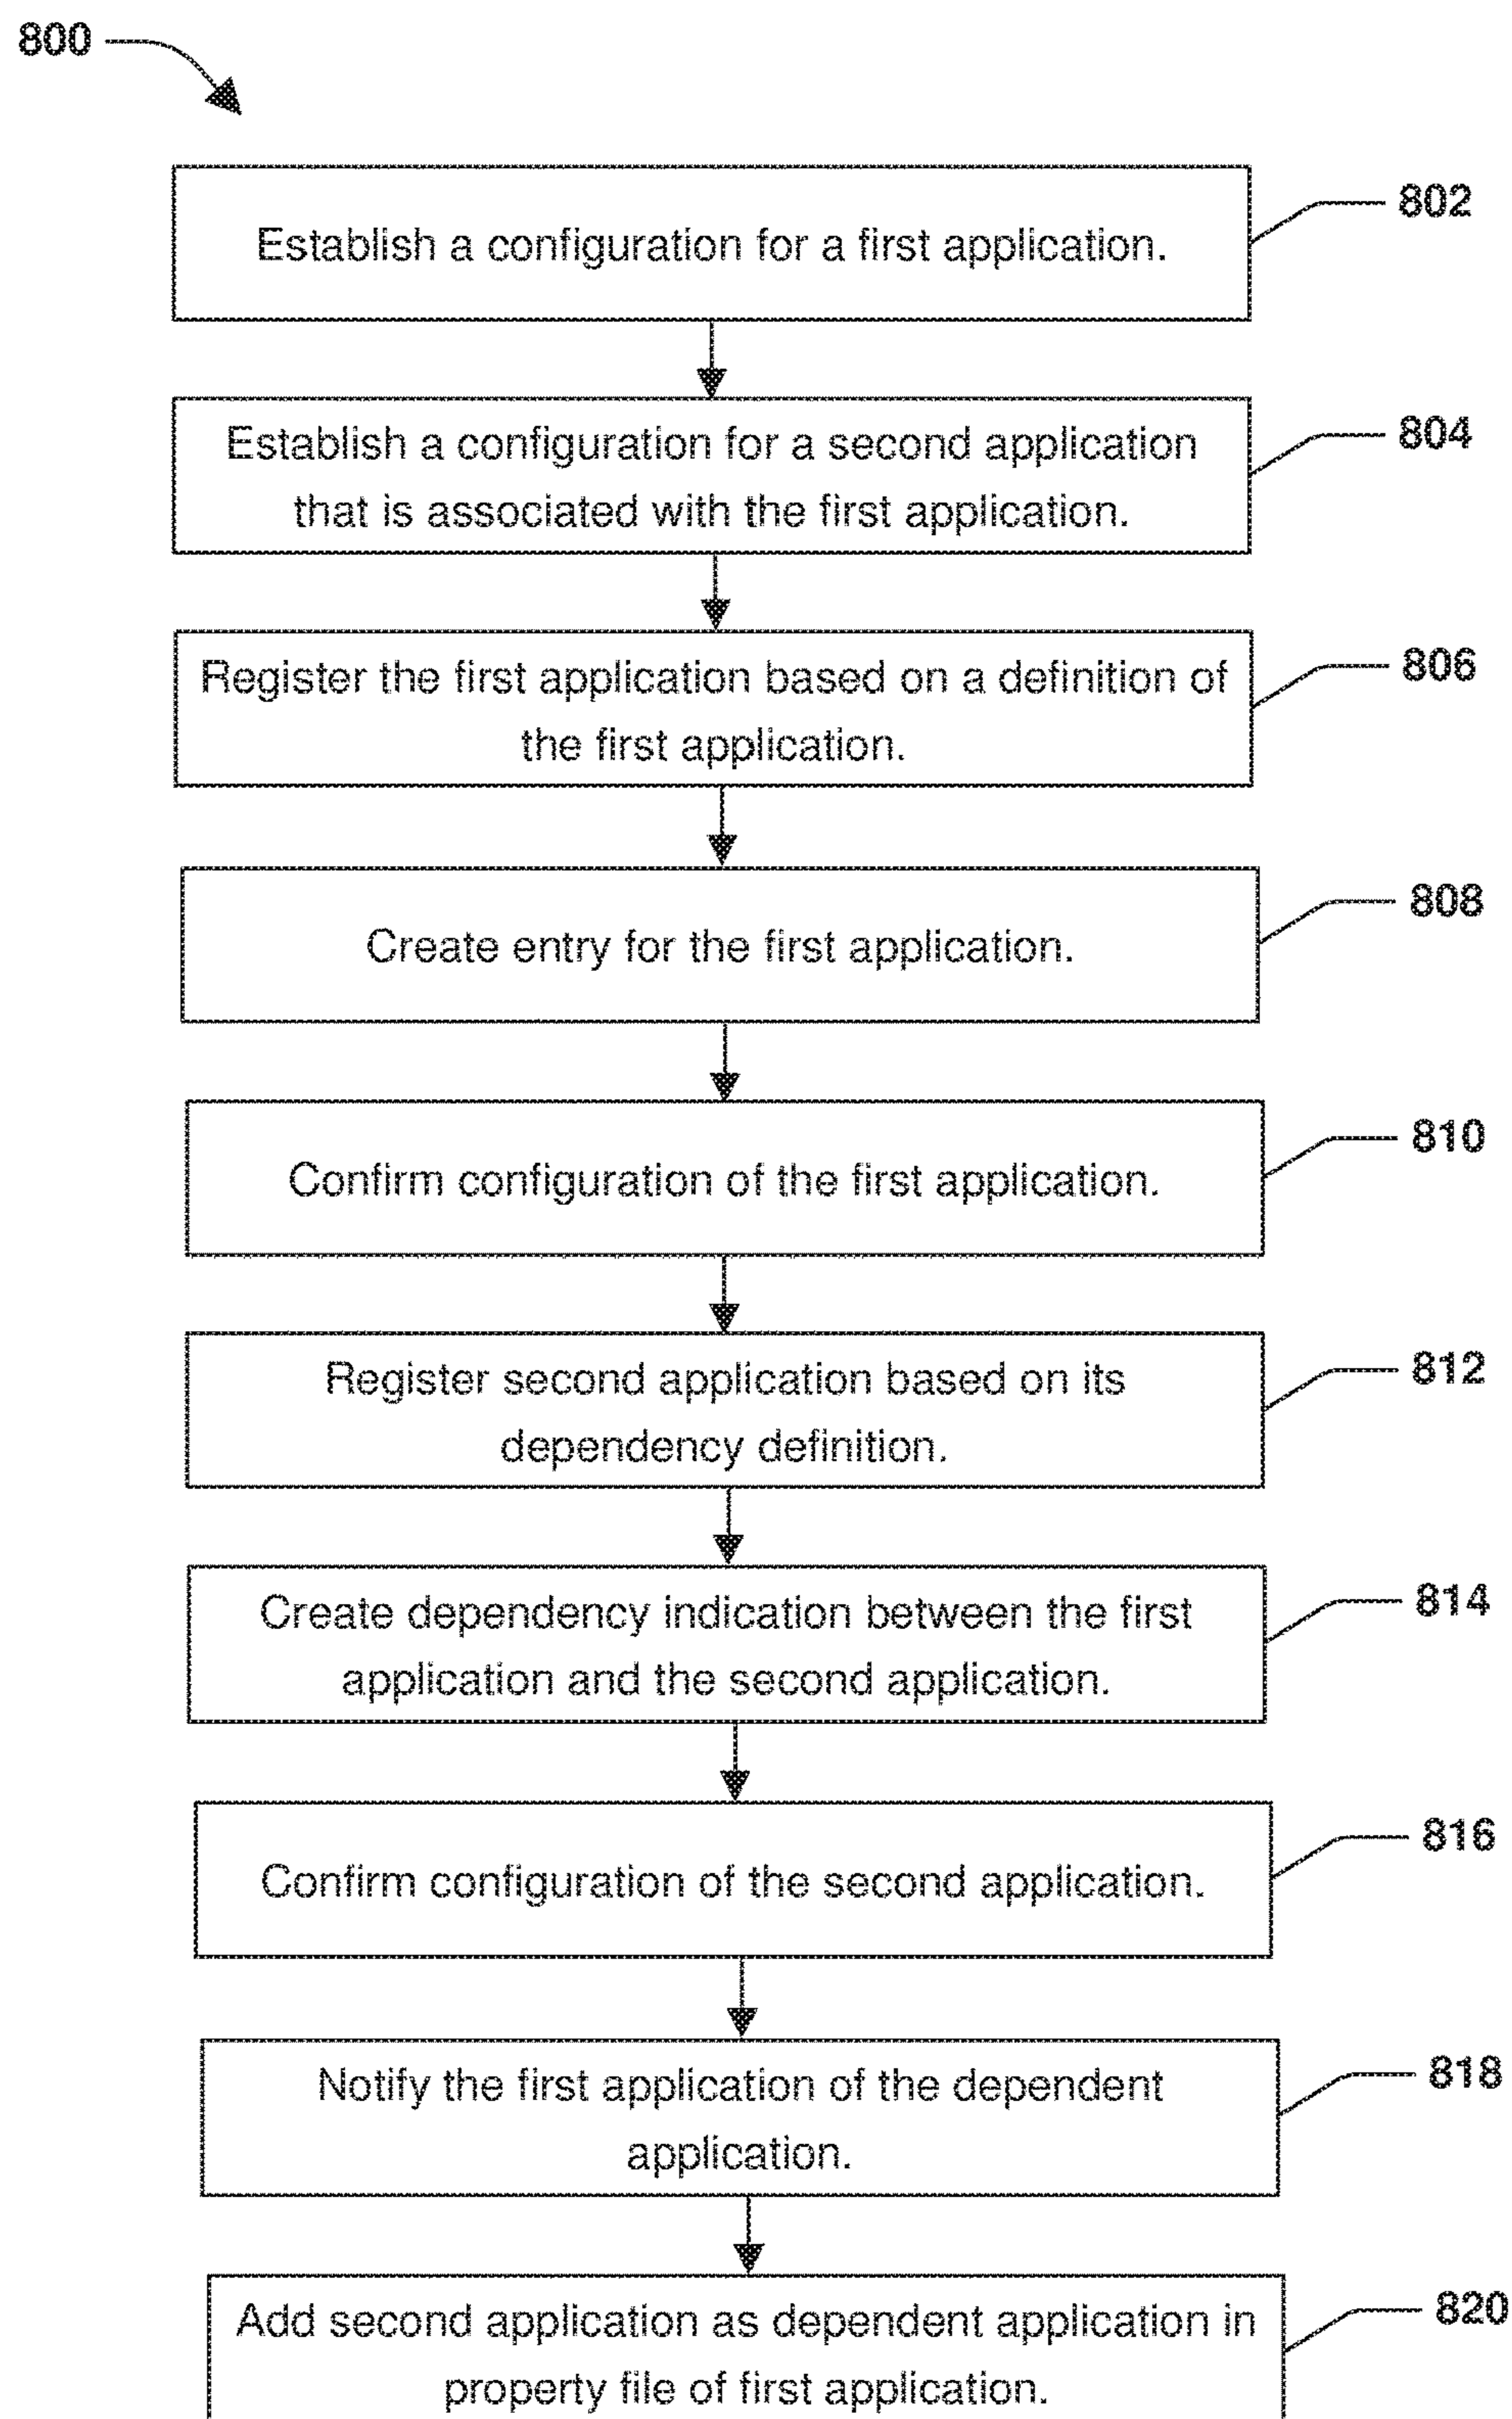 800
Establish a configuration for a first application.
802
Establish a configuration for a second application
that is associated with the first application.
804
Register the first application based on a definition of
the first application.
806
Create entry for the first application.
808
Confirm configuration of the first application.
810
Register second application based on its
dependency definition.
812
Create dependency indication between the first
application and the second application.
814
Confirm configuration of the second application.
816
Notify the first application of the dependent
application.
818
Add second application as dependent application in
property file of first application.
820